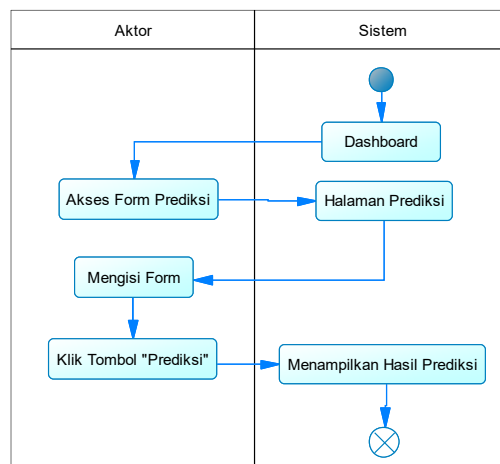 Aktor
Sistem
Dashboard
Akses Form Prediksi
Halaman Prediksi
Mengisi Form
Klik Tombol "Prediksi"
Menampilkan Hasil Prediksi